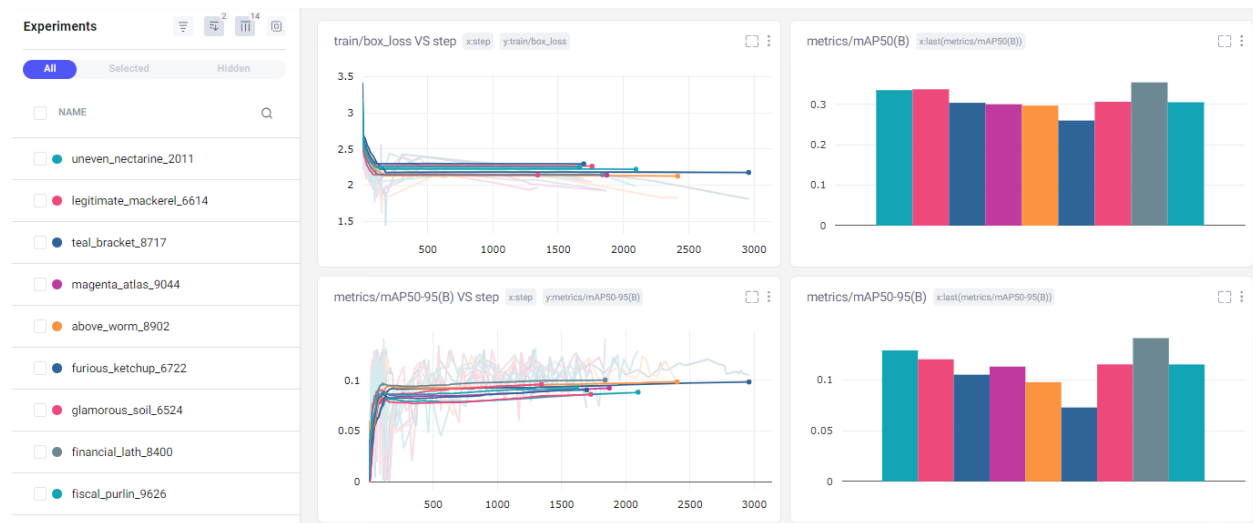 Experiments
2
14
All Selected Hidden
NAME
uneven_nectarine_2011
legitimate_mackerel_6614
teal_bracket_8717
magenta_atlas_9044
above_worm_8902
furious_ketchup_6722
glamorous_soil_6524
financial_lath_8400
fiscal_purlin_9626
train/box_loss VS step x:step y:train/box_loss
3.5
3
2.5
2
1.5
500 1000 1500 2000 2500 3000
metrics/mAP50(B) x:last(metrics/mAP50(B))
0.3
0.2
0.1
0
metrics/mAP50-95(B) VS step x:step y:metrics/mAP50-95(B)
0.1
0.05
0
500 1000 1500 2000 2500 3000
metrics/mAP50-95(B) x:last(metrics/mAP50-95(B))
0.1
0.05
0